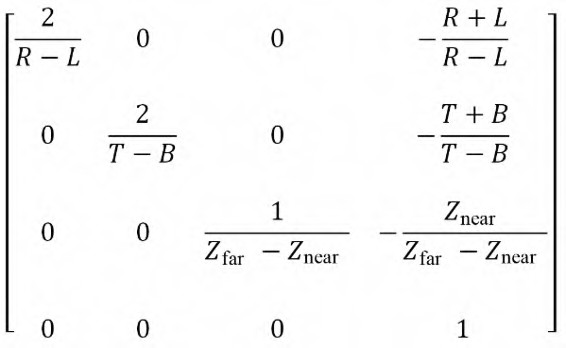 2/(R − L) 0 0 −(R + L)/(R − L)
0 2/(T − B) 0 −(T + B)/(T − B)
0 0 1/(Z_far − Z_near) −Z_near/(Z_far − Z_near)
0 0 0 1